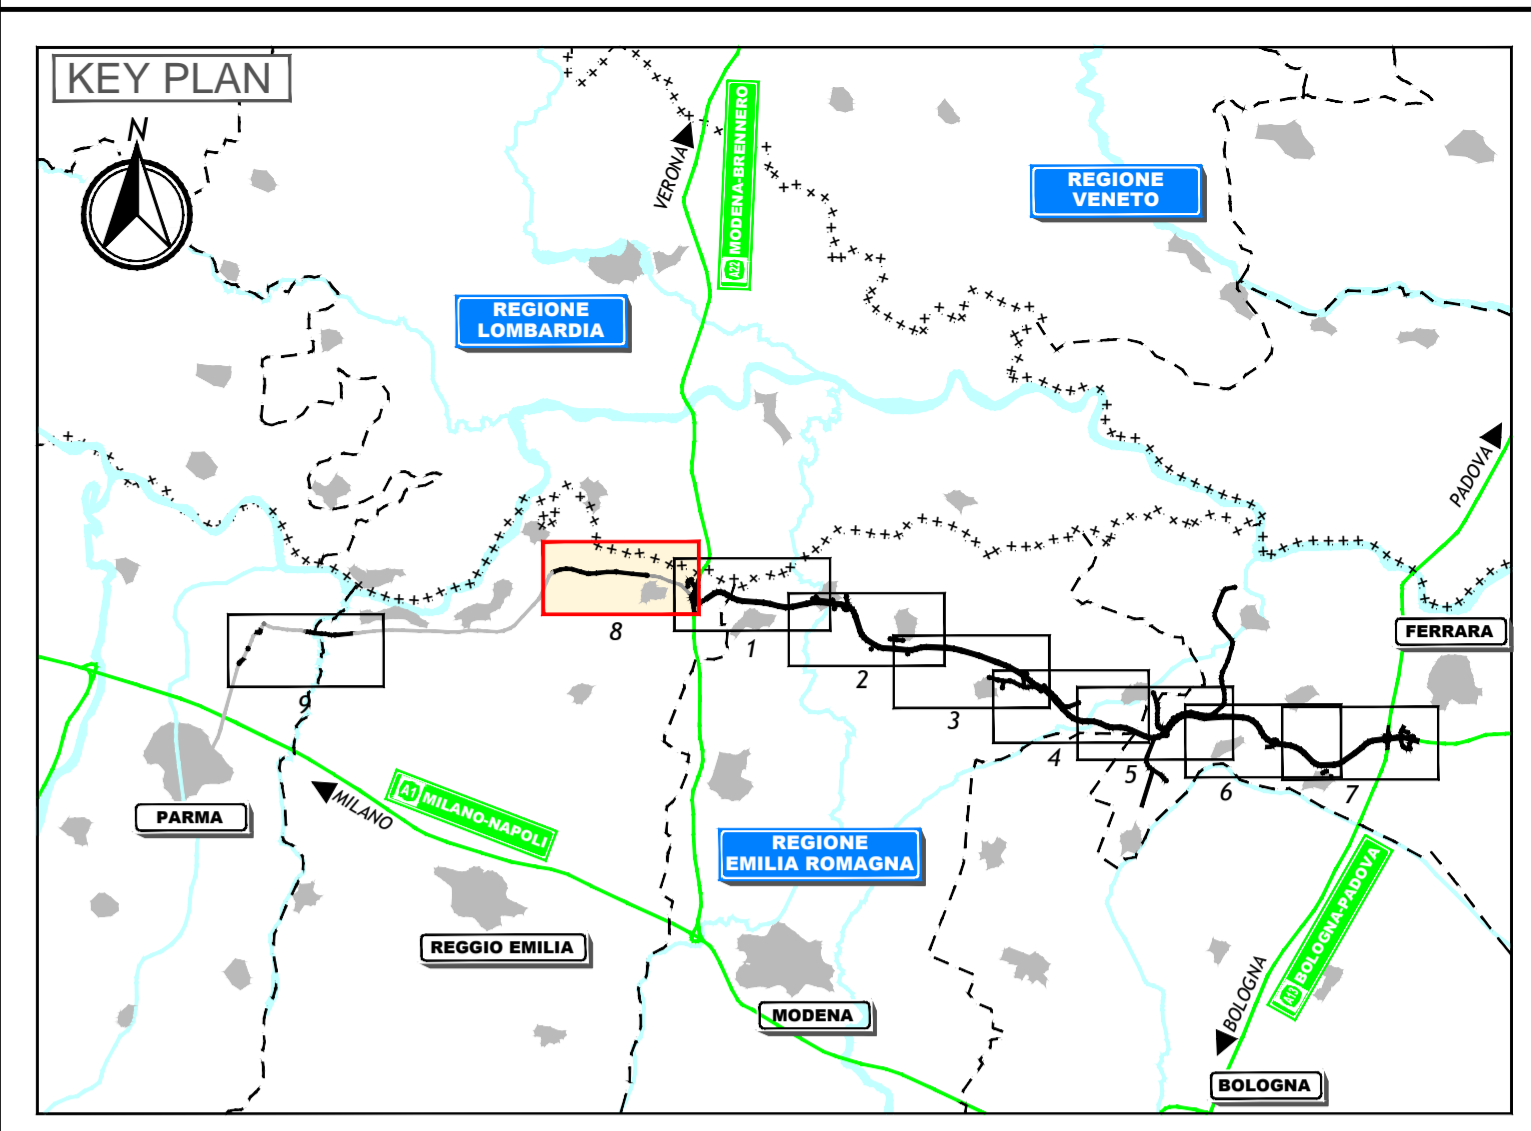 KEY PLAN
N
VERONA
A22 MODENA-BRENNERO
REGIONE
VENETO
REGIONE
LOMBARDIA
PADOVA
FERRARA
8
1
2
3
4
5
6
7
9
PARMA
MILANO
A1 MILANO-NAPOLI
REGIONE
EMILIA ROMAGNA
REGGIO EMILIA
MODENA
A13 BOLOGNA-PADOVA
BOLOGNA
BOLOGNA